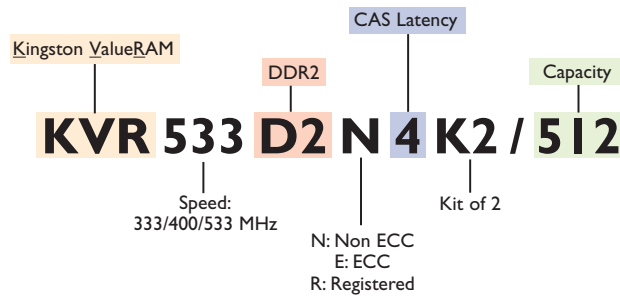 CAS Latency
Kingston ValueRAM
DDR2
Capacity
KVR 533 D2 N 4 K2 / 512
Speed:
333/400/533 MHz
Kit of 2
N: Non ECC
E: ECC
R: Registered